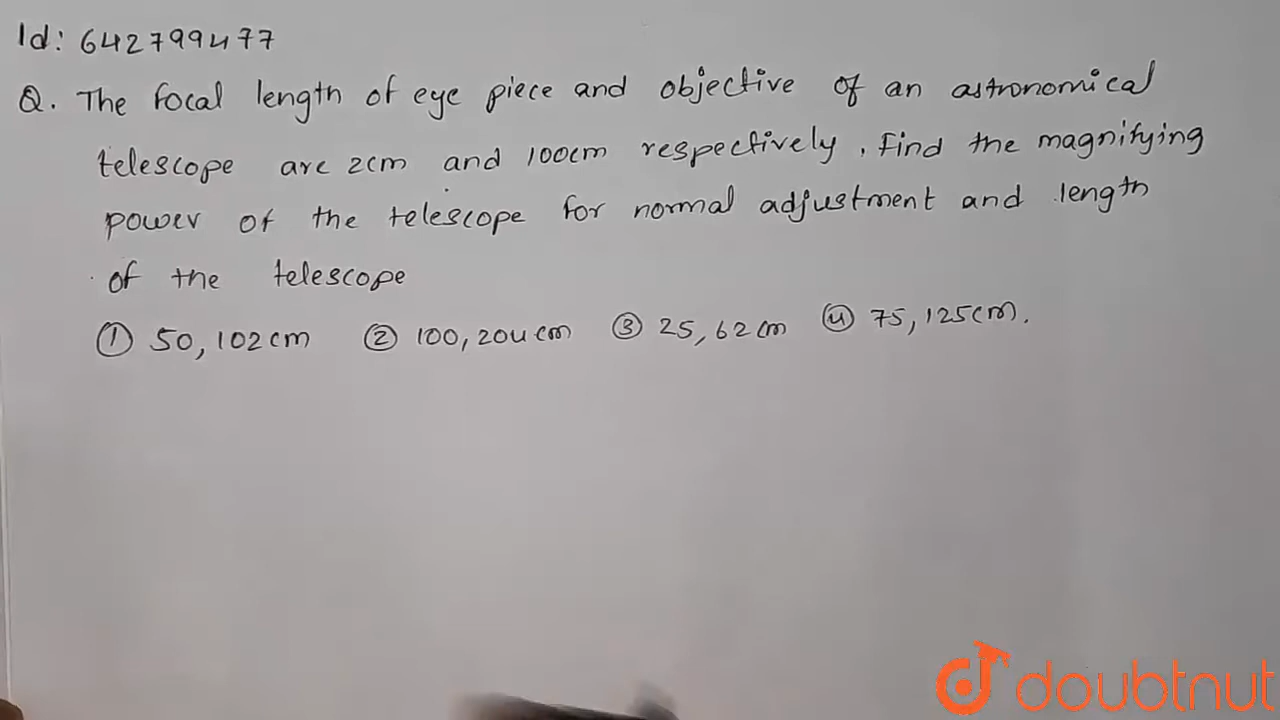 Id: 642799477
Q. The focal length of eye piece and objective of an astronomical
telescope are 2cm and 100cm respectively, Find the magnifying
power of the telescope for normal adjustment and length
of the telescope
① 50, 102cm ② 100, 204cm ③ 25, 62cm ④ 75, 125cm.
doubtnut